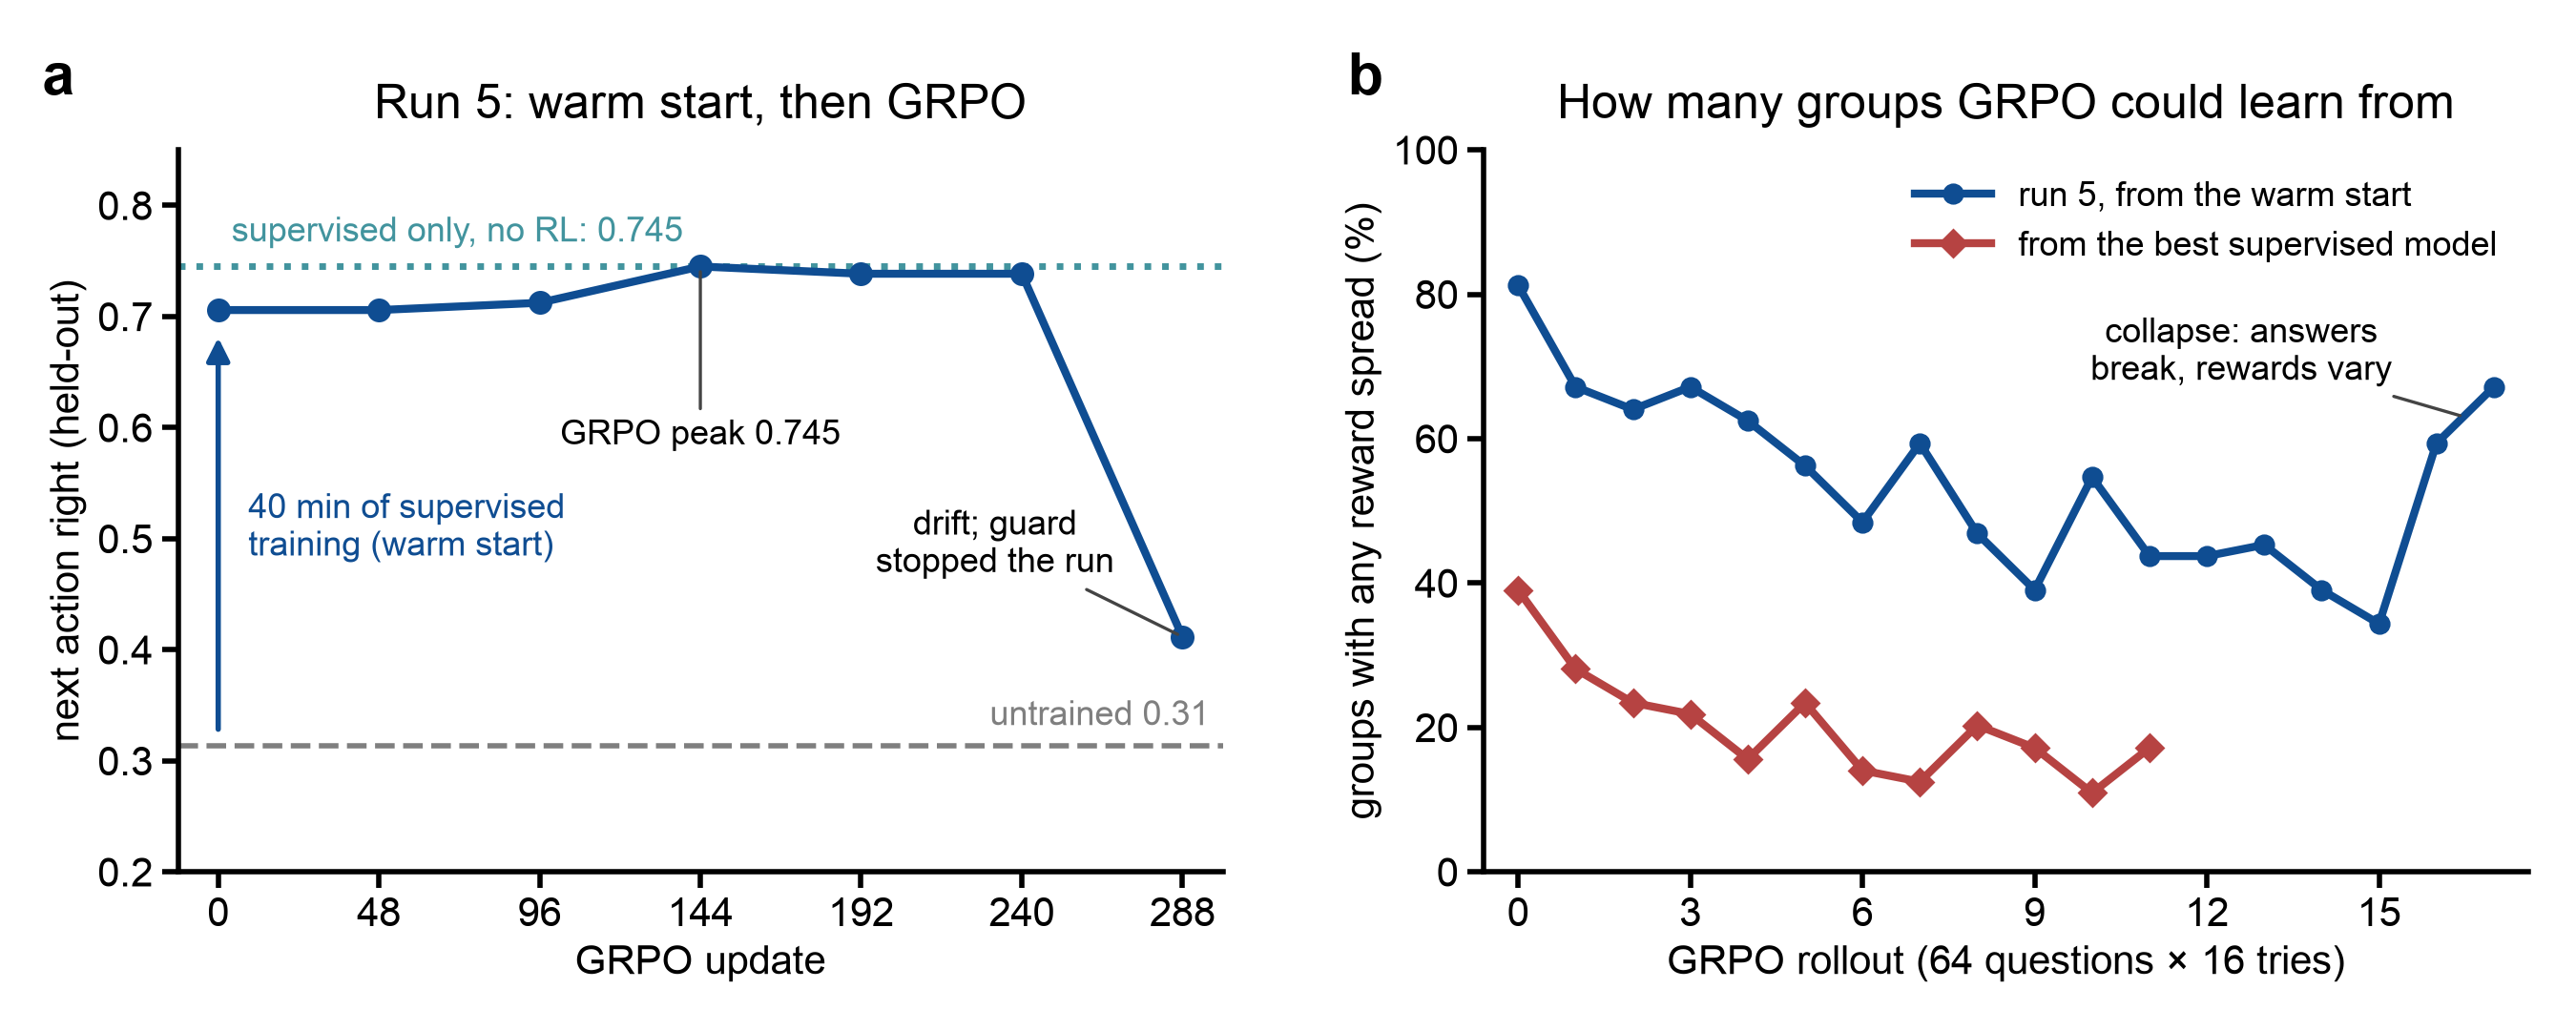 a
Run 5: warm start, then GRPO
next action right (held-out)
0.8
0.7
0.6
0.5
0.4
0.3
0.2
supervised only, no RL: 0.745
GRPO peak 0.745
40 min of supervised
training (warm start)
drift; guard
stopped the run
untrained 0.31
0 48 96 144 192 240 288
GRPO update
b
How many groups GRPO could learn from
groups with any reward spread (%)
100
80
60
40
20
0
run 5, from the warm start
from the best supervised model
collapse: answers
break, rewards vary
0 3 6 9 12 15
GRPO rollout (64 questions × 16 tries)